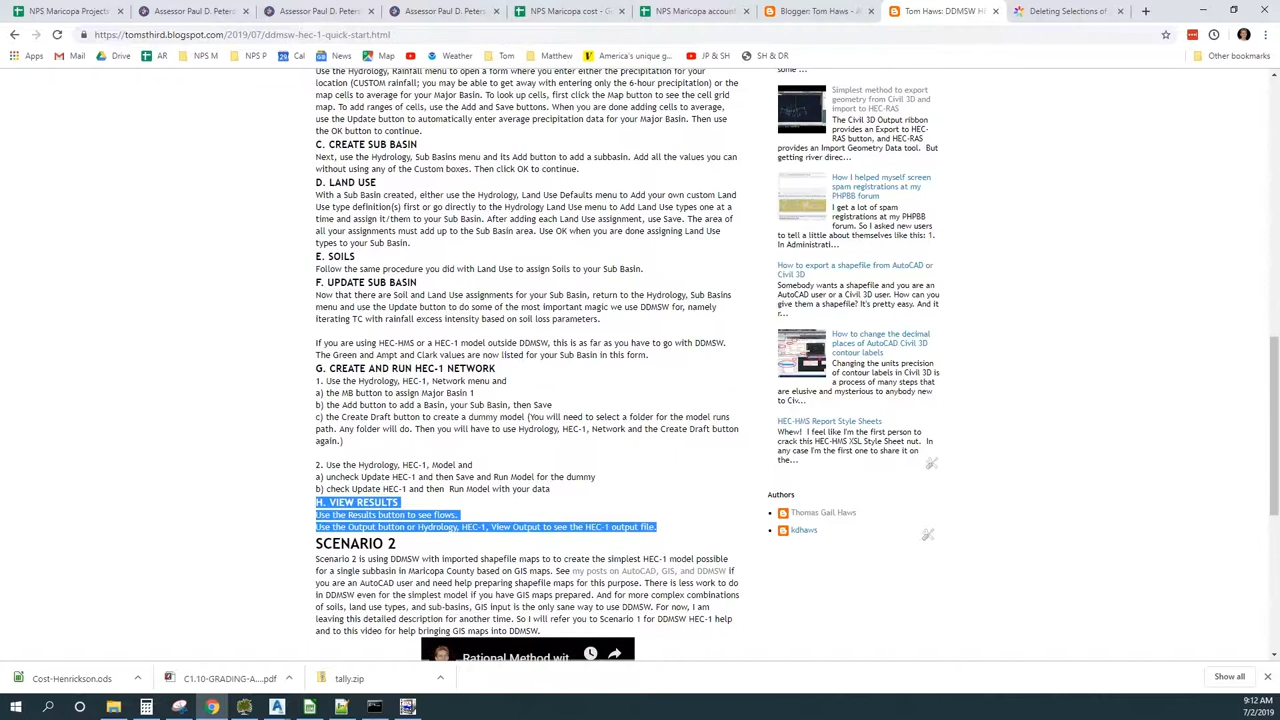 NPS Maricopa project
Assessor Paul D. Peters
Assessor Paul D. Peters
Assessor Paul D. Peters
NPS Maricopa cost - G
NPS Maricopa account
Blogger: Tom Haws - A
Tom Haws: DDMSW HE
Deleting Selections of
https://tomsthird.blogspot.com/2019/07/ddmsw-hec-1-quick-start.html
Apps
Mail
Drive
AR
NPS M
Cal
News
Map
JP
Weather
Tom
Matthew
America's unique g...
JP & SH
SH & DR
Other bookmarks
Use the Hydrology, Rainfall menu to open a form where you enter either the precipitation for your
location (CUSTOM rainfall; you may be able to get away with entering only the 6-hour precipitation) or the
map cells to average for your Major Basin. To look up cells, first click the Map button to see the cell grid
map. To add ranges of cells, use the Add and Save buttons. When you are done adding cells to average,
use the Update button to automatically enter average precipitation data for your Major Basin. Then use
the OK button to continue.
C. CREATE SUB BASIN
Next, use the Hydrology, Sub Basins menu and its Add button to add a subbasin. Add all the values you can
without using any of the Custom boxes. Then click OK to continue.
D. LAND USE
With a Sub Basin created, either use the Hydrology, Land Use Defaults menu to Add your own custom Land
Use type definition(s) first or go directly to the Hydrology Land Use menu to Add Land Use types one at a
time and assign it/them to your Sub Basin. After adding each Land Use assignment, use Save. The area of
all your assignments must add up to the Sub Basin area. Use OK when you are done assigning Land Use
types to your Sub Basin.
E. SOILS
Follow the same procedure you did with Land Use to assign Soils to your Sub Basin.
F. UPDATE SUB BASIN
Now that there are Soil and Land Use assignments for your Sub Basin, return to the Hydrology, Sub Basins
menu and use the Update button to do some of the most important magic we use DDMSW for, namely
iterating TC with rainfall excess intensity based on soil loss parameters.
If you are using HEC-HMS or a HEC-1 model outside DDMSW, this is as far as you have to go with DDMSW.
The Green and Ampt and Clark values are now listed for your Sub Basin in this form.
G. CREATE AND RUN HEC-1 NETWORK
1. Use the Hydrology, HEC-1, Network menu and
a) the MB button to assign Major Basin 1
b) the Add button to add a Basin, your Sub Basin, then Save
c) the Create Draft button to create a dummy model (You will need to select a folder for the model runs
path. Any folder will do. Then you will have to use Hydrology, HEC-1, Network and the Create Draft button
again.)
2. Use the Hydrology, HEC-1, Model and
a) uncheck Update HEC-1 and then Save and Run Model for the dummy
b) check Update HEC-1 and then Run Model with your data
H. VIEW RESULTS
Use the Results button to see flows.
Use the Output button or Hydrology, HEC-1, View Output to see the HEC-1 output file.
SCENARIO 2
Scenario 2 is using DDMSW with imported shapefile maps to to create the simplest HEC-1 model possible
for a single subbasin in Maricopa County based on GIS maps. See my posts on AutoCAD, GIS, and DDMSW if
you are an AutoCAD user and need help preparing shapefile maps for this purpose. There is less work to do
in DDMSW even for the simplest model if you have GIS maps prepared. And for more complex combinations
of soils, land use types, and sub-basins, GIS input is the only sane way to use DDMSW. For now, I am
leaving this detailed description for another time. So I will refer you to Scenario 1 for DDMSW HEC-1 help
and to this video for help bringing GIS maps into DDMSW.
Rational Method wit
some ...
Simplest method to export
geometry from Civil 3D and
import to HEC-RAS
The Civil 3D Output ribbon
provides an Export to HEC-
RAS button, and HEC-RAS
provides an Import Geometry Data tool. But
getting river direc...
How I helped myself screen
spam registrations at my
PHPBB forum
I get a lot of spam
registrations at my PHPBB
forum. So I asked new users
to tell a little about themselves like this: 1.
In Administrati...
How to export a shapefile from AutoCAD or
Civil 3D
Somebody wants a shapefile and you are an
AutoCAD user or a Civil 3D user. How can you
give them a shapefile? It's pretty easy. And it
r...
How to change the decimal
places of AutoCAD Civil 3D
contour labels
Changing the units precision
of contour labels in Civil 3D is
a process of many steps that
are elusive and mysterious to anybody new
to Civ...
HEC-HMS Report Style Sheets
Whew! I feel like I'm the first person to
crack this HEC-HMS XSL Style Sheet nut. In
any case I'm the first one to share it on
the...
Authors
Thomas Gail Haws
kdhaws
Cost-Henrickson.ods
C1.10-GRADING-A....pdf
tally.zip
Show all
9:12 AM
7/2/2019